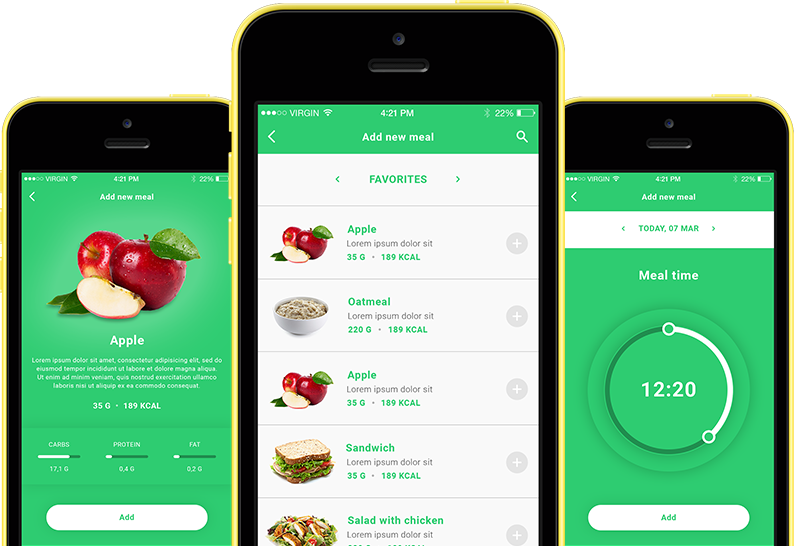 VIRGIN 4:21 PM 22%
Add new meal
Apple
Lorem ipsum dolor sit amet, consectetur adipisicing elit, sed do
eiusmod tempor incididunt ut labore et dolore magna aliqua.
Ut enim ad minim veniam, quis nostrud exercitation ullamco
laboris nisi ut aliquip ex ea commodo consequat.
35 G • 189 KCAL
CARBS PROTEIN FAT
17,1 G 0,4 G 0,2 G
Add
VIRGIN 4:21 PM 22%
Add new meal
FAVORITES
Apple
Lorem ipsum dolor sit
35 G • 189 KCAL
Oatmeal
Lorem ipsum dolor sit
220 G • 189 KCAL
Apple
Lorem ipsum dolor sit
35 G • 189 KCAL
Sandwich
Lorem ipsum dolor sit
35 G • 189 KCAL
Salad with chicken
Lorem ipsum dolor sit
VIRGIN 4:21 PM 22%
Add new meal
TODAY, 07 MAR
Meal time
12:20
Add